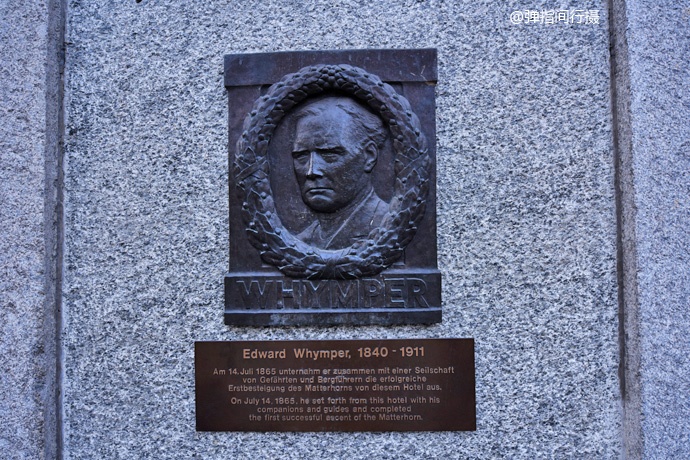 @弹指间行摄
WHYMPER
Edward Whymper, 1840 - 1911
Am 14. Juli 1865 unternahm er zusammen mit einer Seilschaft
von Gefährten und Bergführern die erfolgreiche
Erstbesteigung des Matterhorns von diesem Hotel aus.
On July 14. 1865, he set forth from this hotel with his
companions and guides and completed
the first successful ascent of the Matterhorn.